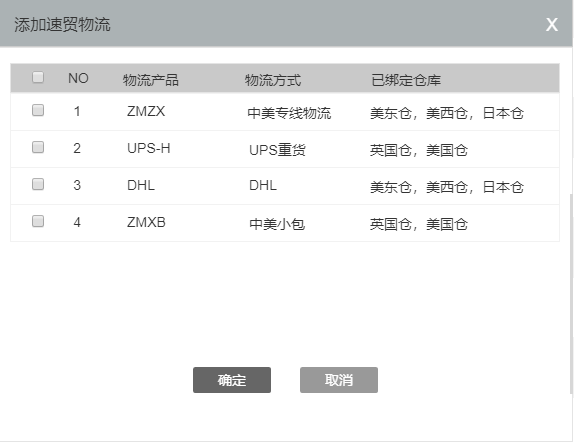 添加速贸物流 X
NO 物流产品 物流方式 已绑定仓库
1 ZMZX 中美专线物流 美东仓，美西仓，日本仓
2 UPS-H UPS重货 英国仓，美国仓
3 DHL DHL 美东仓，美西仓，日本仓
4 ZMXB 中美小包 英国仓，美国仓
确定 取消